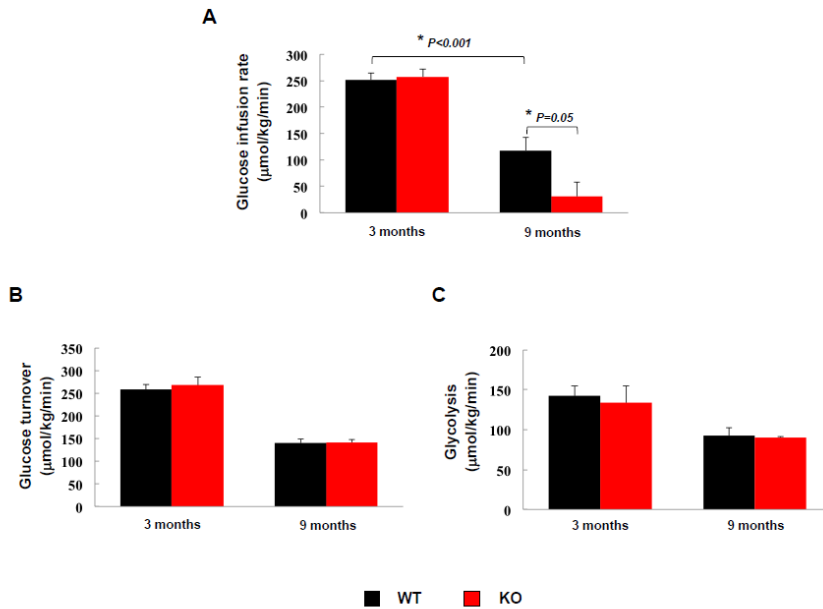 A
* P<0.001
* P=0.05
Glucose infusion rate
(μmol/kg/min)
300
250
200
150
100
50
0
3 months
9 months
B
Glucose turnover
(μmol/kg/min)
350
300
250
200
150
100
50
0
3 months
9 months
C
Glycolysis
(μmol/kg/min)
200
150
100
50
0
3 months
9 months
WT
KO